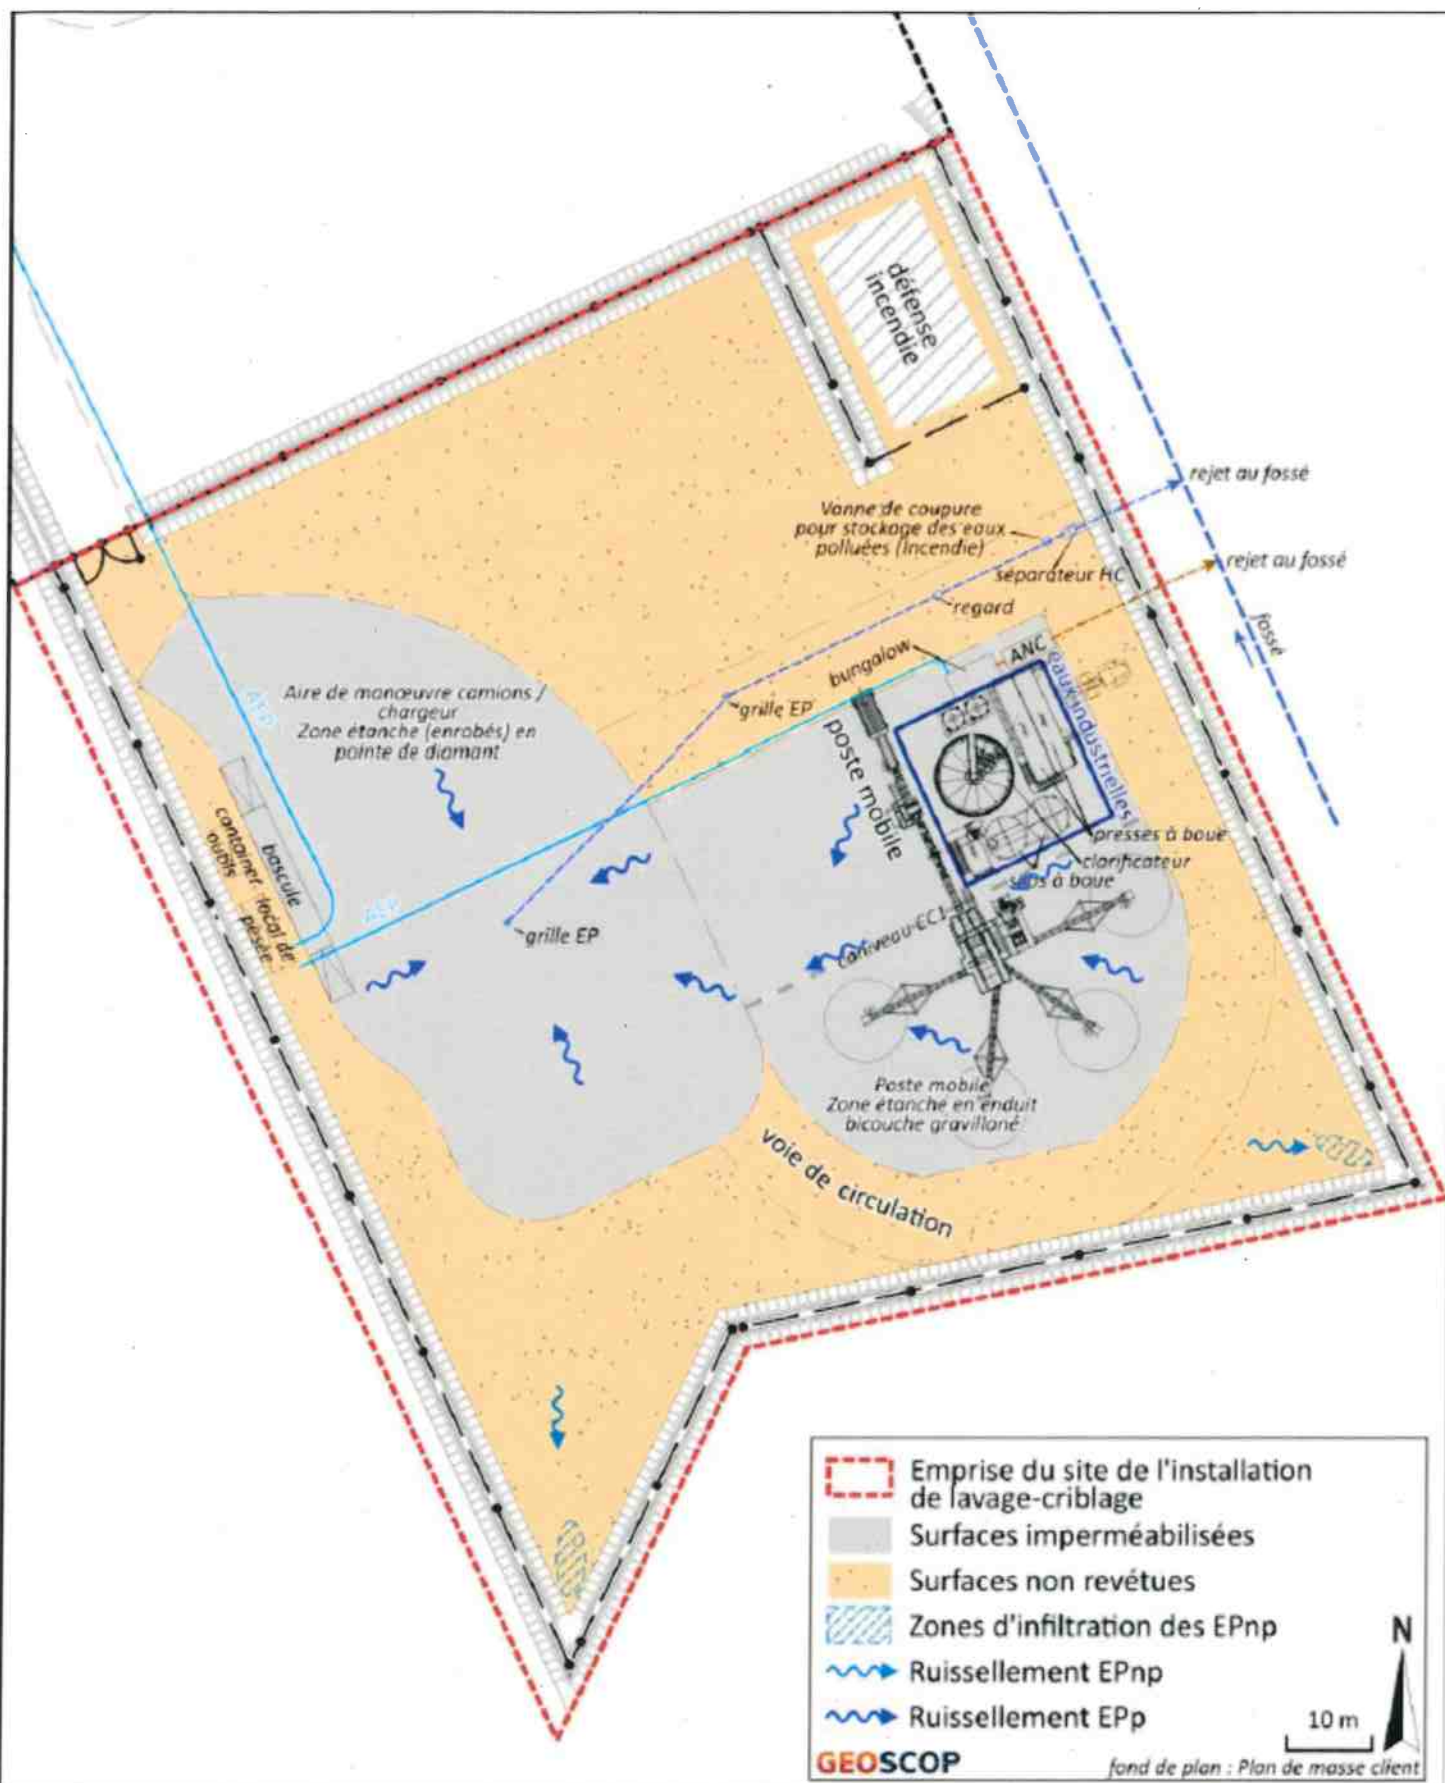 défense
incendie
rejet au fossé
Vanne de coupure
pour stockage des eaux
polluées (Incendie)
séparateur HC
rejet au fossé
regard
fossé
bungalow
ANC
eaux industrielles
AEP
Aire de manœuvre camions /
chargeur
Zone étanche (enrobés) en
pointe de diamant
grille EP
poste mobile
container
outils
bascule
local de
pesée
AEP
grille EP
presses à boue
clarificateur
silos à boue
caniveau CC1
Poste mobile
Zone étanche en enduit
bicouche gravilloné
voie de circulation
Emprise du site de l'installation
de lavage-criblage
Surfaces imperméabilisées
Surfaces non revétues
Zones d'infiltration des EPnp
Ruissellement EPnp
Ruissellement EPp
N
10 m
GEOSCOP
fond de plan : Plan de masse client